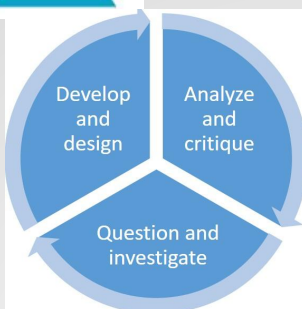 Develop
and
design
Analyze
and
critique
Question and
investigate